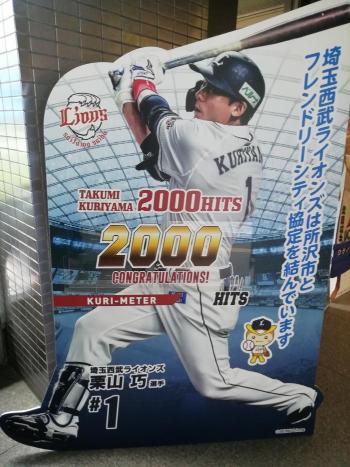 埼玉西武ライオンズは所沢市と
フレンドリーシティ協定を結んでいます
Lions
TAKUMI
KURIYAMA
2000HITS
KURIYAMA
1
2000
CONGRATULATIONS!
KURI-METER
HITS
埼玉西武ライオンズ
栗山 巧 選手
#1